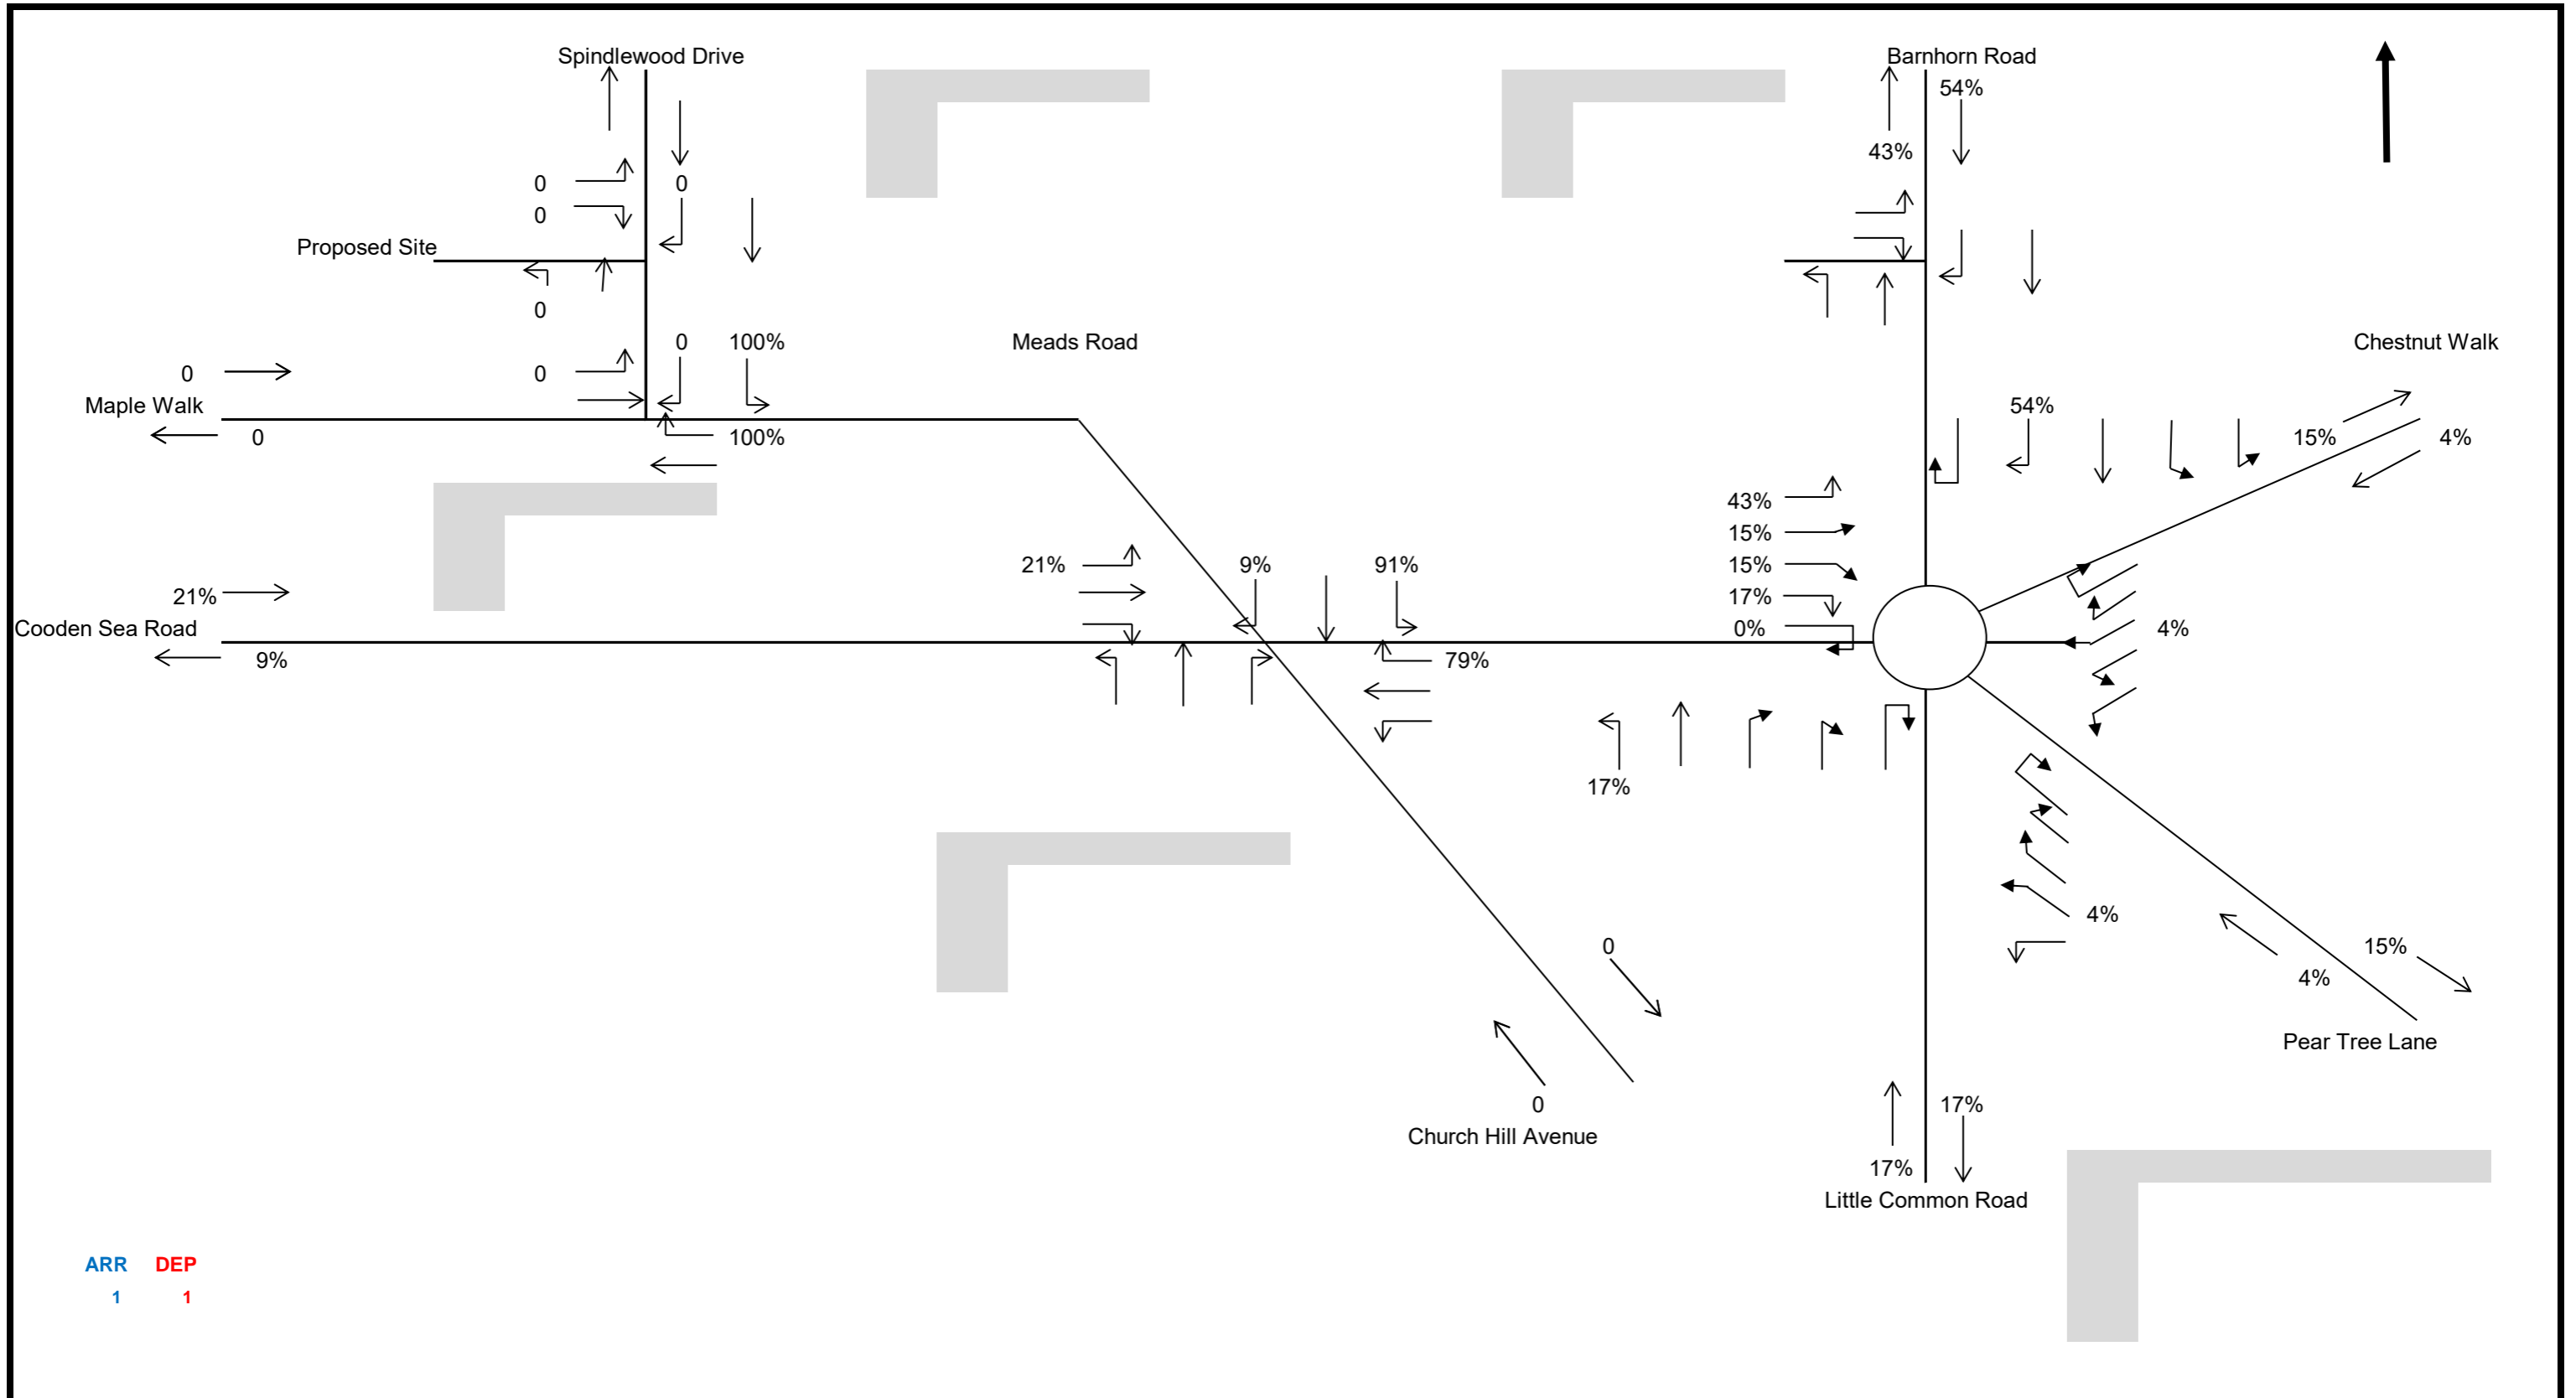 Spindlewood Drive Barnhorn Road
54%
43%
0 0
0
Proposed Site
0
0 100% Meads Road Chestnut Walk
0 0
Maple Walk 54%
0 100% 15% 4%
43%
15%
21% 9% 91% 15%
21% 17%
Cooden Sea Road 0% 4%
9% 79%
17%
4%
0 15%
4%
Pear Tree Lane
0 17%
Church Hill Avenue
17%
Little Common Road
ARR DEP
1 1